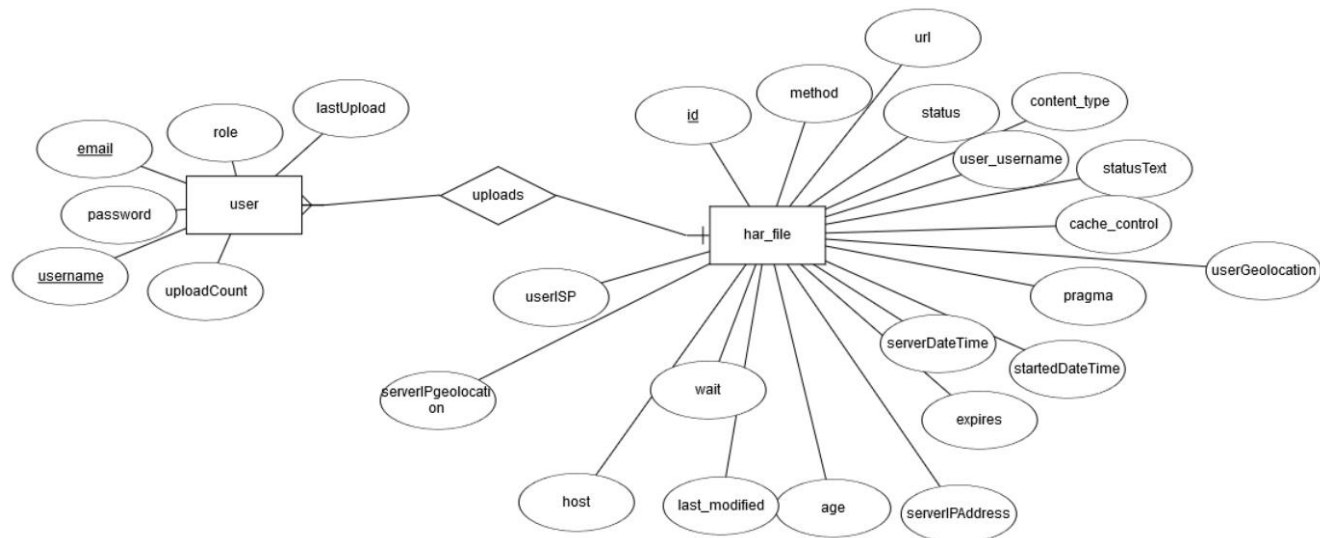 url
method
content_type
lastUpload
id
status
role
email
user_username
statusText
uploads
user
password
cache_control
har_file
username
userGeolocation
uploadCount
userISP
pragma
serverDateTime
startedDateTime
serverIPgeolocati
on
wait
expires
host
last_modified
age
serverIPAddress